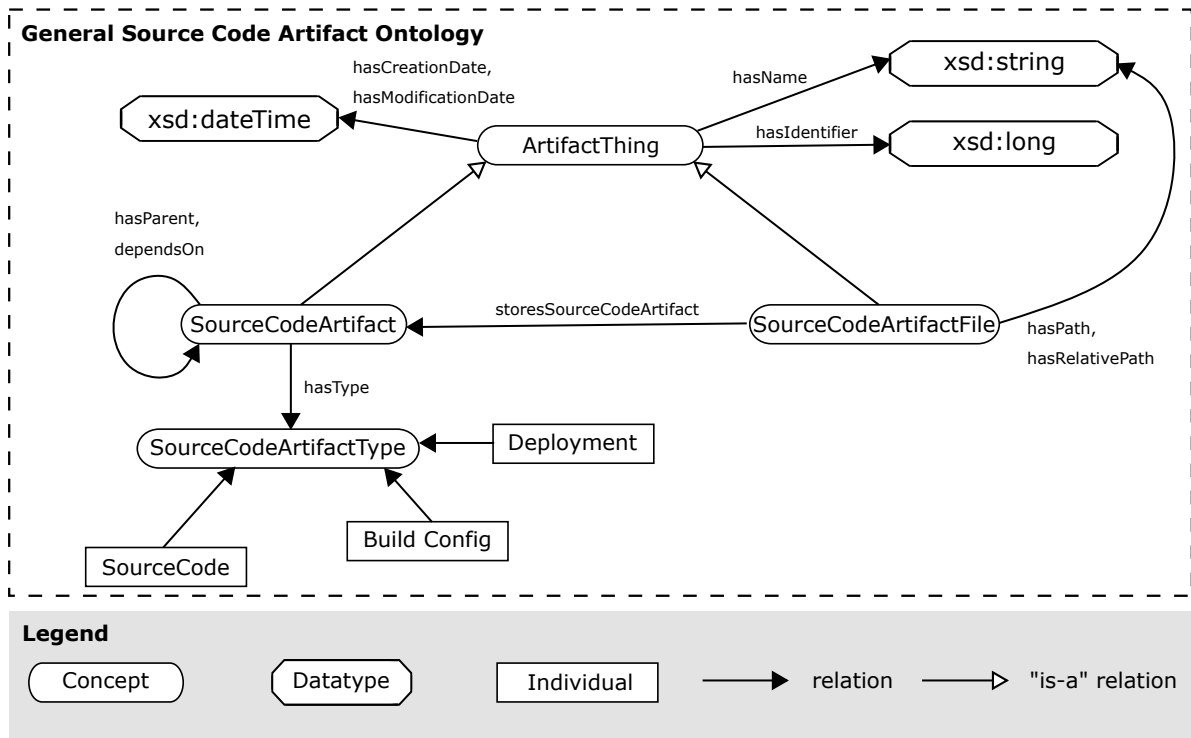 General Source Code Artifact Ontology
hasCreationDate,
hasModificationDate
hasName
xsd:string
xsd:dateTime
ArtifactThing
hasIdentifier
xsd:long
hasParent,
dependsOn
SourceCodeArtifact
storesSourceCodeArtifact
SourceCodeArtifactFile
hasPath,
hasRelativePath
hasType
SourceCodeArtifactType
Deployment
Build Config
SourceCode
Legend
Concept
Datatype
Individual
relation
"is-a" relation